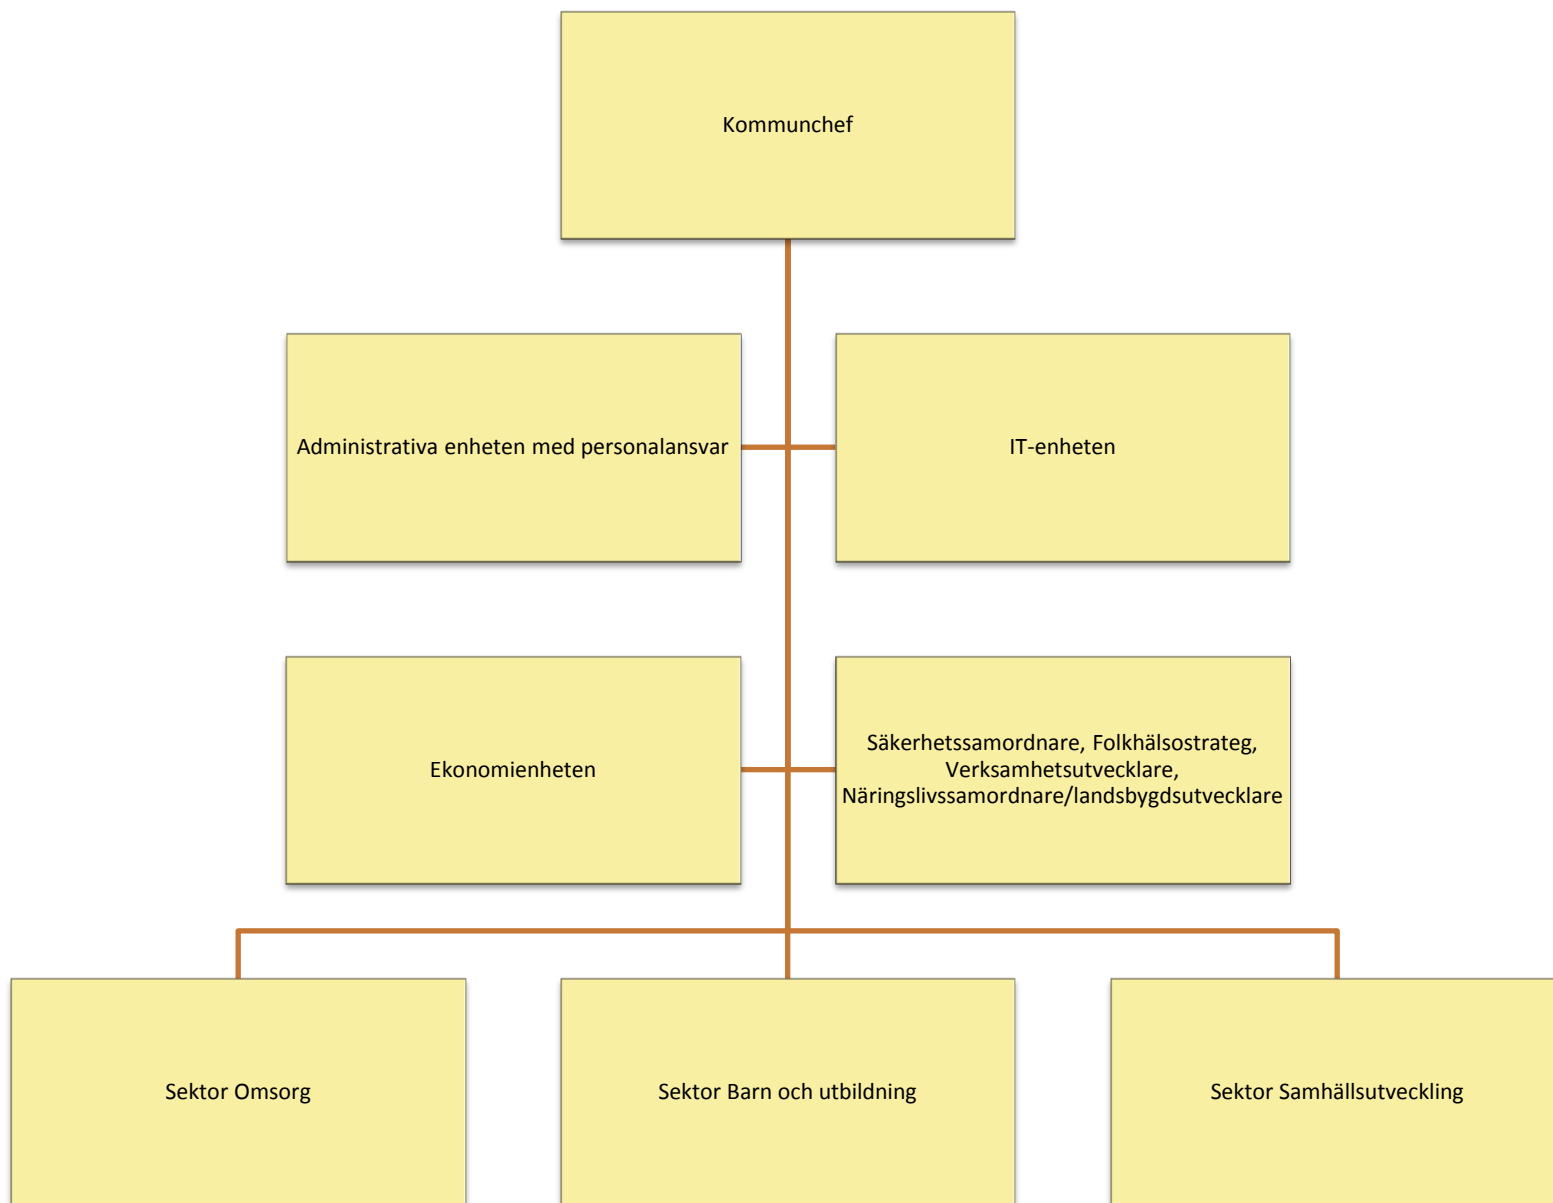 Kommunchef
Administrativa enheten med personalansvar
IT-enheten
Ekonomienheten
Säkerhetssamordnare, Folkhälsostrateg,
Verksamhetsutvecklare,
Näringslivssamordnare/landsbygdsutvecklare
Sektor Omsorg
Sektor Barn och utbildning
Sektor Samhällsutveckling